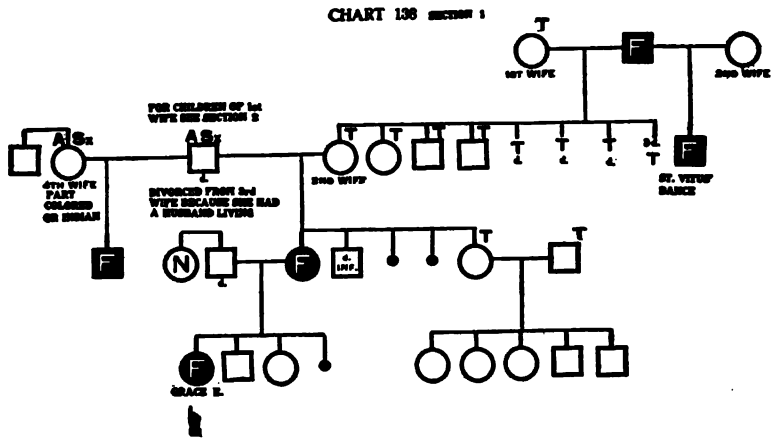 CHART 138 SECTION 1
T
F
1ST WIFE
2ND WIFE
FOR CHILDREN OF 1st
WIFE SEE SECTION 2
A Sx
A Sx
T T T T T T T T
d. d. d. T
F
4TH WIFE
PART
COLORED
OR INDIAN
d.
DIVORCED FROM 3rd
WIFE BECAUSE SHE HAD
A HUSBAND LIVING
2ND WIFE
ST. VITUS'
DANCE
F
N
d.
F
d.
INF.
T
T
F
GRACE E.